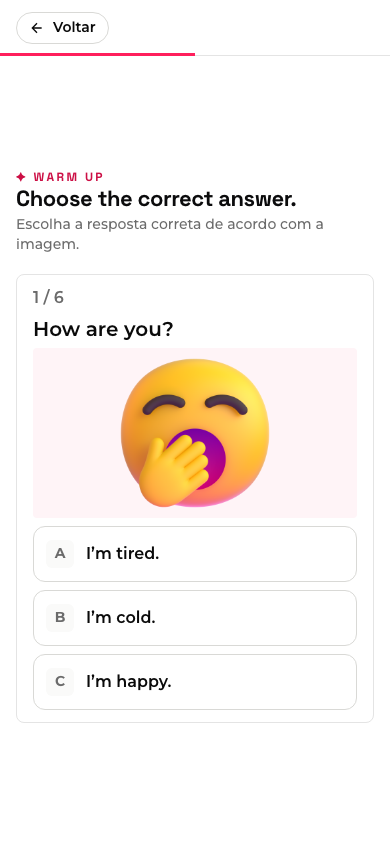 Voltar
WARM UP
Choose the correct answer.
Escolha a resposta correta de acordo com a
imagem.
1 / 6
How are you?
A I’m tired.
B I’m cold.
C I’m happy.